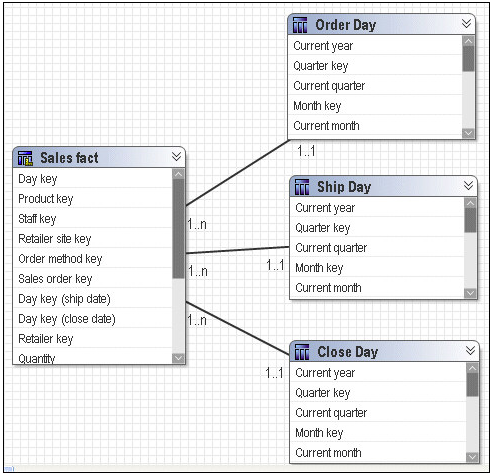 Order Day
Current year
Quarter key
Current quarter
Month key
Current month
1..1
Sales fact
Day key
Product key
Staff key
Retailer site key
Order method key
Sales order key
Day key (ship date)
Day key (close date)
Retailer key
Quantity
1..n
1..n
1..n
Ship Day
Current year
Quarter key
Current quarter
Month key
Current month
1..1
Close Day
Current year
Quarter key
Current quarter
Month key
Current month
1..1